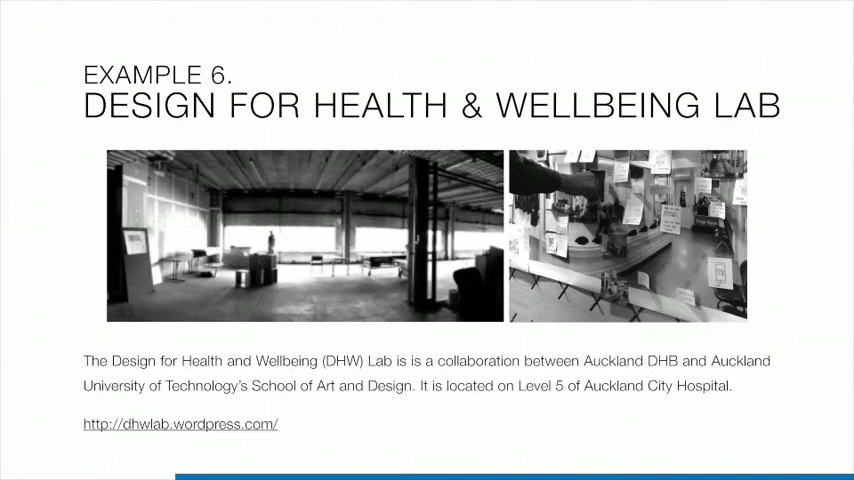 EXAMPLE 6.
DESIGN FOR HEALTH & WELLBEING LAB
The Design for Health and Wellbeing (DHW) Lab is is a collaboration between Auckland DHB and Auckland
University of Technology's School of Art and Design. It is located on Level 5 of Auckland City Hospital.
http://dhwlab.wordpress.com/